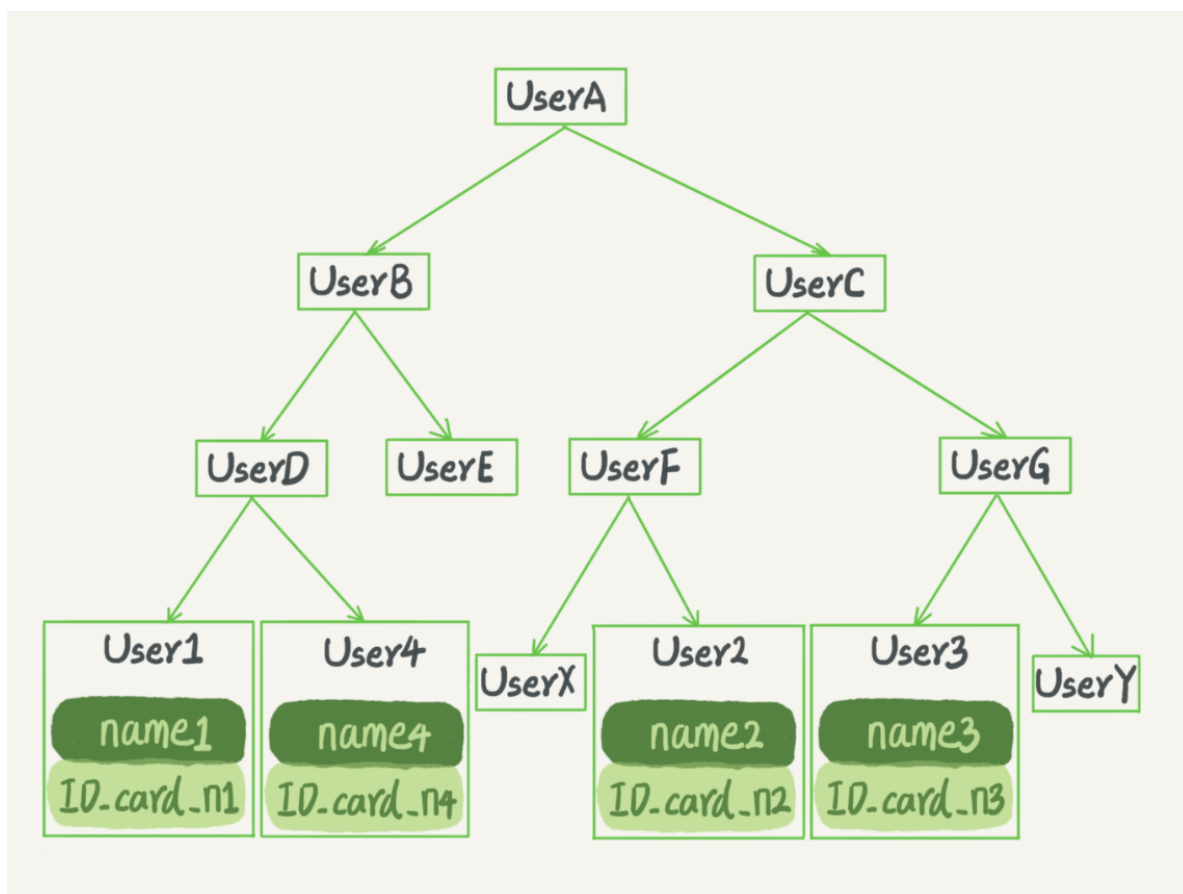 UserA
UserB
UserC
UserD
UserE
UserF
UserG
User1
User4
UserX
User2
User3
UserY
name1
name4
name2
name3
ID_card_n1
ID_card_n4
ID_card_n2
ID_card_n3